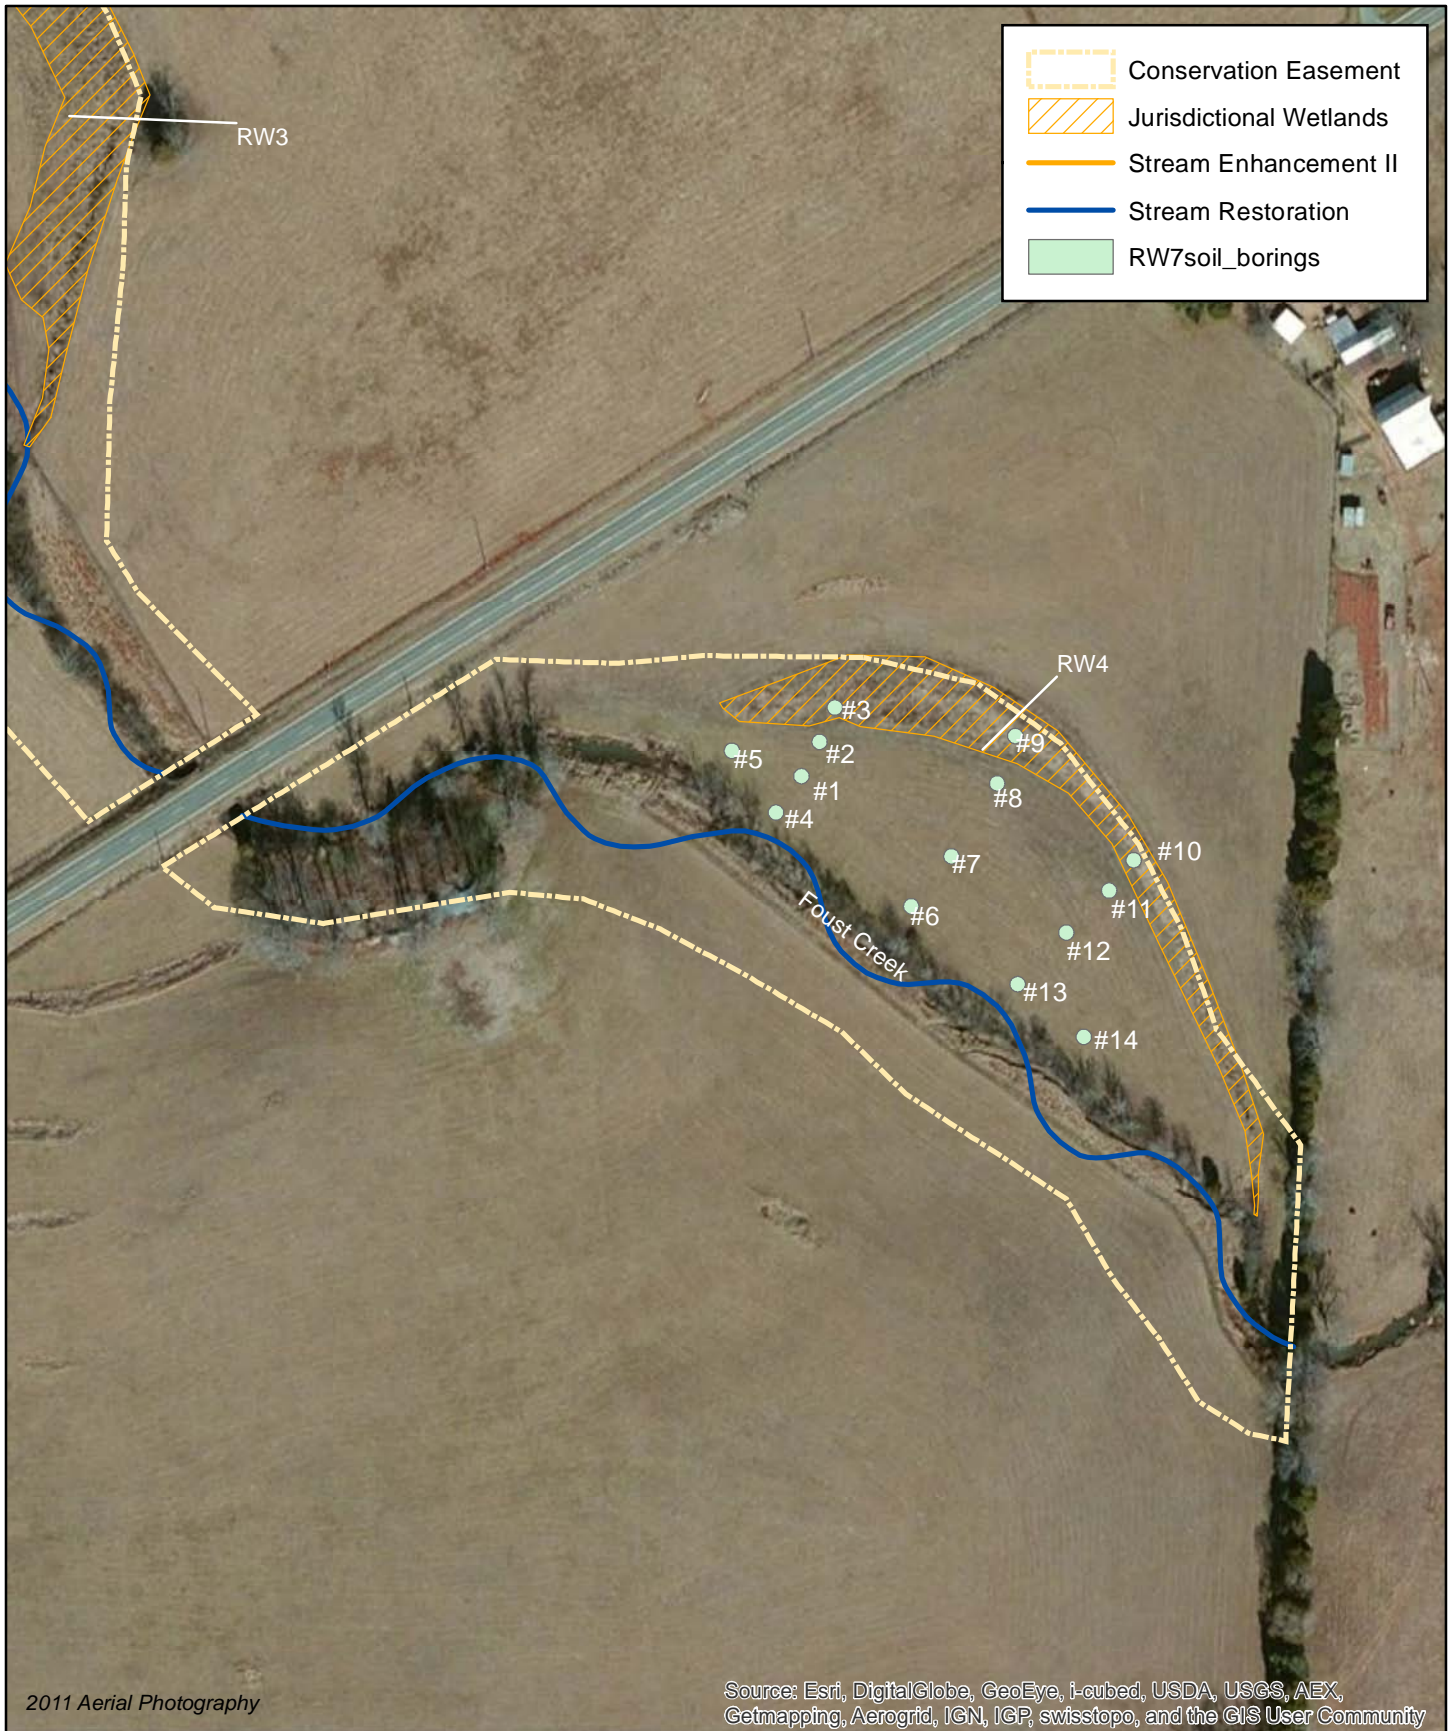 Conservation Easement
Jurisdictional Wetlands
Stream Enhancement II
Stream Restoration
RW7soil_borings
RW3
RW4
#3
#9
#2
#5
#1
#8
#4
#10
#7
#11
#6
#12
Foust Creek
#13
#14
2011 Aerial Photography
Source: Esri, DigitalGlobe, GeoEye, i-cubed, USDA, USGS, AEX,
Getmapping, Aerogrid, IGN, IGP, swisstopo, and the GIS User Community